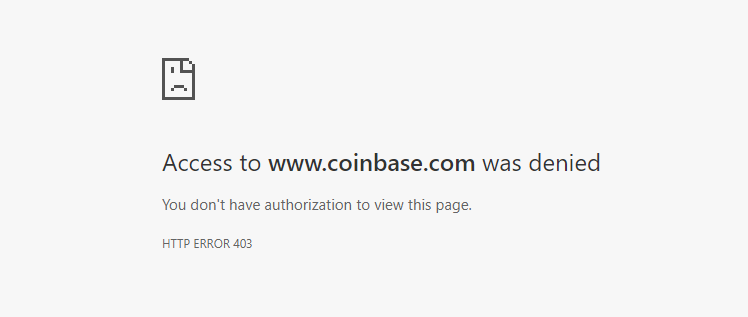 Access to www.coinbase.com was denied
You don't have authorization to view this page.
HTTP ERROR 403